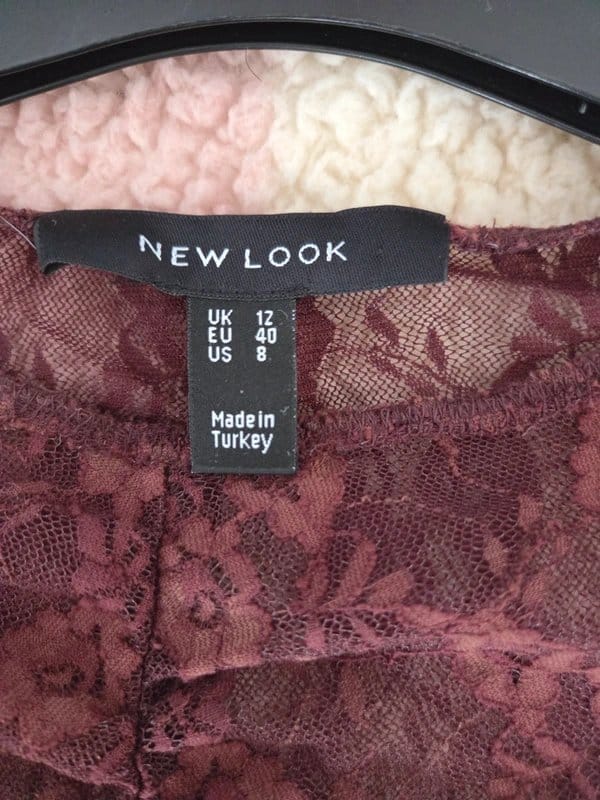 NEW LOOK
UK 12
EU 40
US 8
Made in
Turkey